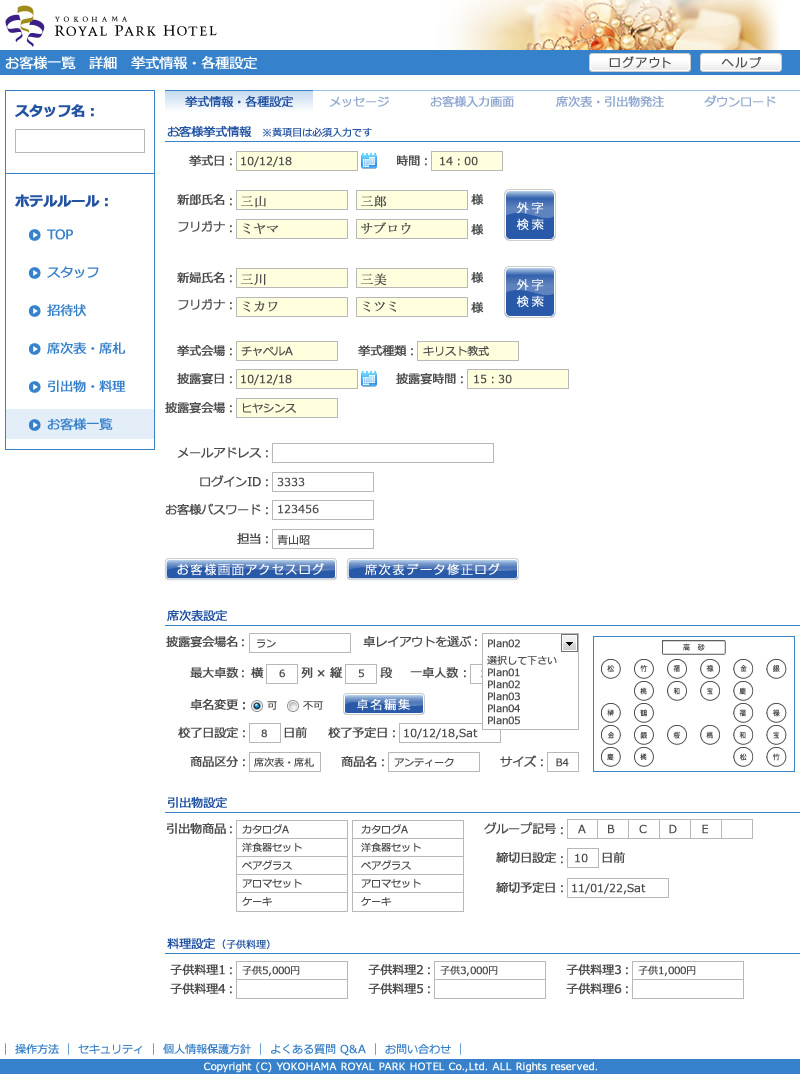 YOKOHAMA
ROYAL PARK HOTEL
お客様一覧 詳細 挙式情報・各種設定
ログアウト ヘルプ
スタッフ名：
ホテルルール：
TOP
スタッフ
招待状
席次表・席札
引出物・料理
お客様一覧
挙式情報・各種設定 メッセージ お客様入力画面 席次表・引出物発注 ダウンロード
お客様挙式情報 ※黄項目は必須入力です
挙式日： 10/12/18 時間： 14：00
新郎氏名： 三山 三郎 様
フリガナ： ミヤマ サブロウ 様
外字
検索
新婦氏名： 三川 三美 様
フリガナ： ミカワ ミツミ 様
外字
検索
挙式会場： チャペルA 挙式種類： キリスト教式
披露宴日： 10/12/18 披露宴時間： 15：30
披露宴会場： ヒヤシンス
メールアドレス：
ログインID： 3333
お客様パスワード： 123456
担当： 青山昭
お客様画面アクセスログ 席次表データ修正ログ
席次表設定
披露宴会場名： ラン 卓レイアウトを選ぶ： Plan02
選択して下さい
Plan01
Plan02
Plan03
Plan04
Plan05
最大卓数： 横 6 列 × 縦 5 段 一卓人数：
卓名変更： 可 不可 卓名編集
校了日設定： 8 日前 校了予定日： 10/12/18,Sat
商品区分： 席次表・席札 商品名： アンティーク サイズ： B4
高砂
松 竹 福 禄 金 銀
桃 和 宝 慶
鶴 福 禄
金 銀 桜 橋 和 宝
慶 橘 松 竹
引出物設定
引出物商品： カタログA カタログA
洋食器セット 洋食器セット
ペアグラス ペアグラス
アロマセット アロマセット
ケーキ ケーキ
グループ記号： A B C D E
締切日設定： 10 日前
締切予定日： 11/01/22,Sat
料理設定（子供料理）
子供料理1： 子供5,000円 子供料理2： 子供3,000円 子供料理3： 子供1,000円
子供料理4： 子供料理5： 子供料理6：
｜ 操作方法 ｜ セキュリティ ｜ 個人情報保護方針 ｜ よくある質問 Q&A ｜ お問い合わせ ｜
Copyright (C) YOKOHAMA ROYAL PARK HOTEL Co.,Ltd. ALL Rights reserved.